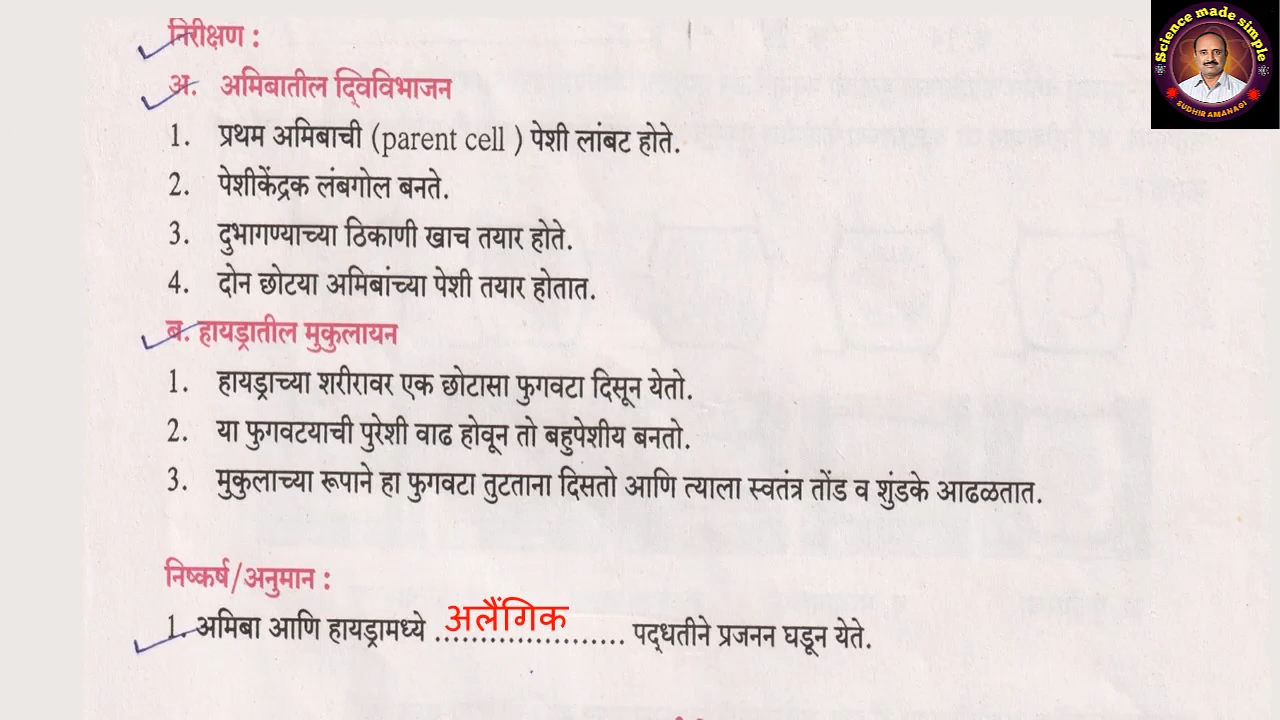 Science made simple
SUDHIR AMANAGI
निरीक्षण :
अ. अमिबातील द्विविभाजन
1. प्रथम अमिबाची (parent cell ) पेशी लांबट होते.
2. पेशीकेंद्रक लंबगोल बनते.
3. दुभागण्याच्या ठिकाणी खाच तयार होते.
4. दोन छोटया अमिबांच्या पेशी तयार होतात.
ब. हायड्रातील मुकुलायन
1. हायड्राच्या शरीरावर एक छोटासा फुगवटा दिसून येतो.
2. या फुगवटयाची पुरेशी वाढ होवून तो बहुपेशीय बनतो.
3. मुकुलाच्या रूपाने हा फुगवटा तुटताना दिसतो आणि त्याला स्वतंत्र तोंड व शुंडके आढळतात.
निष्कर्ष/अनुमान :
1. अमिबा आणि हायड्रामध्ये अलैंगिक ..................... पद्धतीने प्रजनन घडून येते.